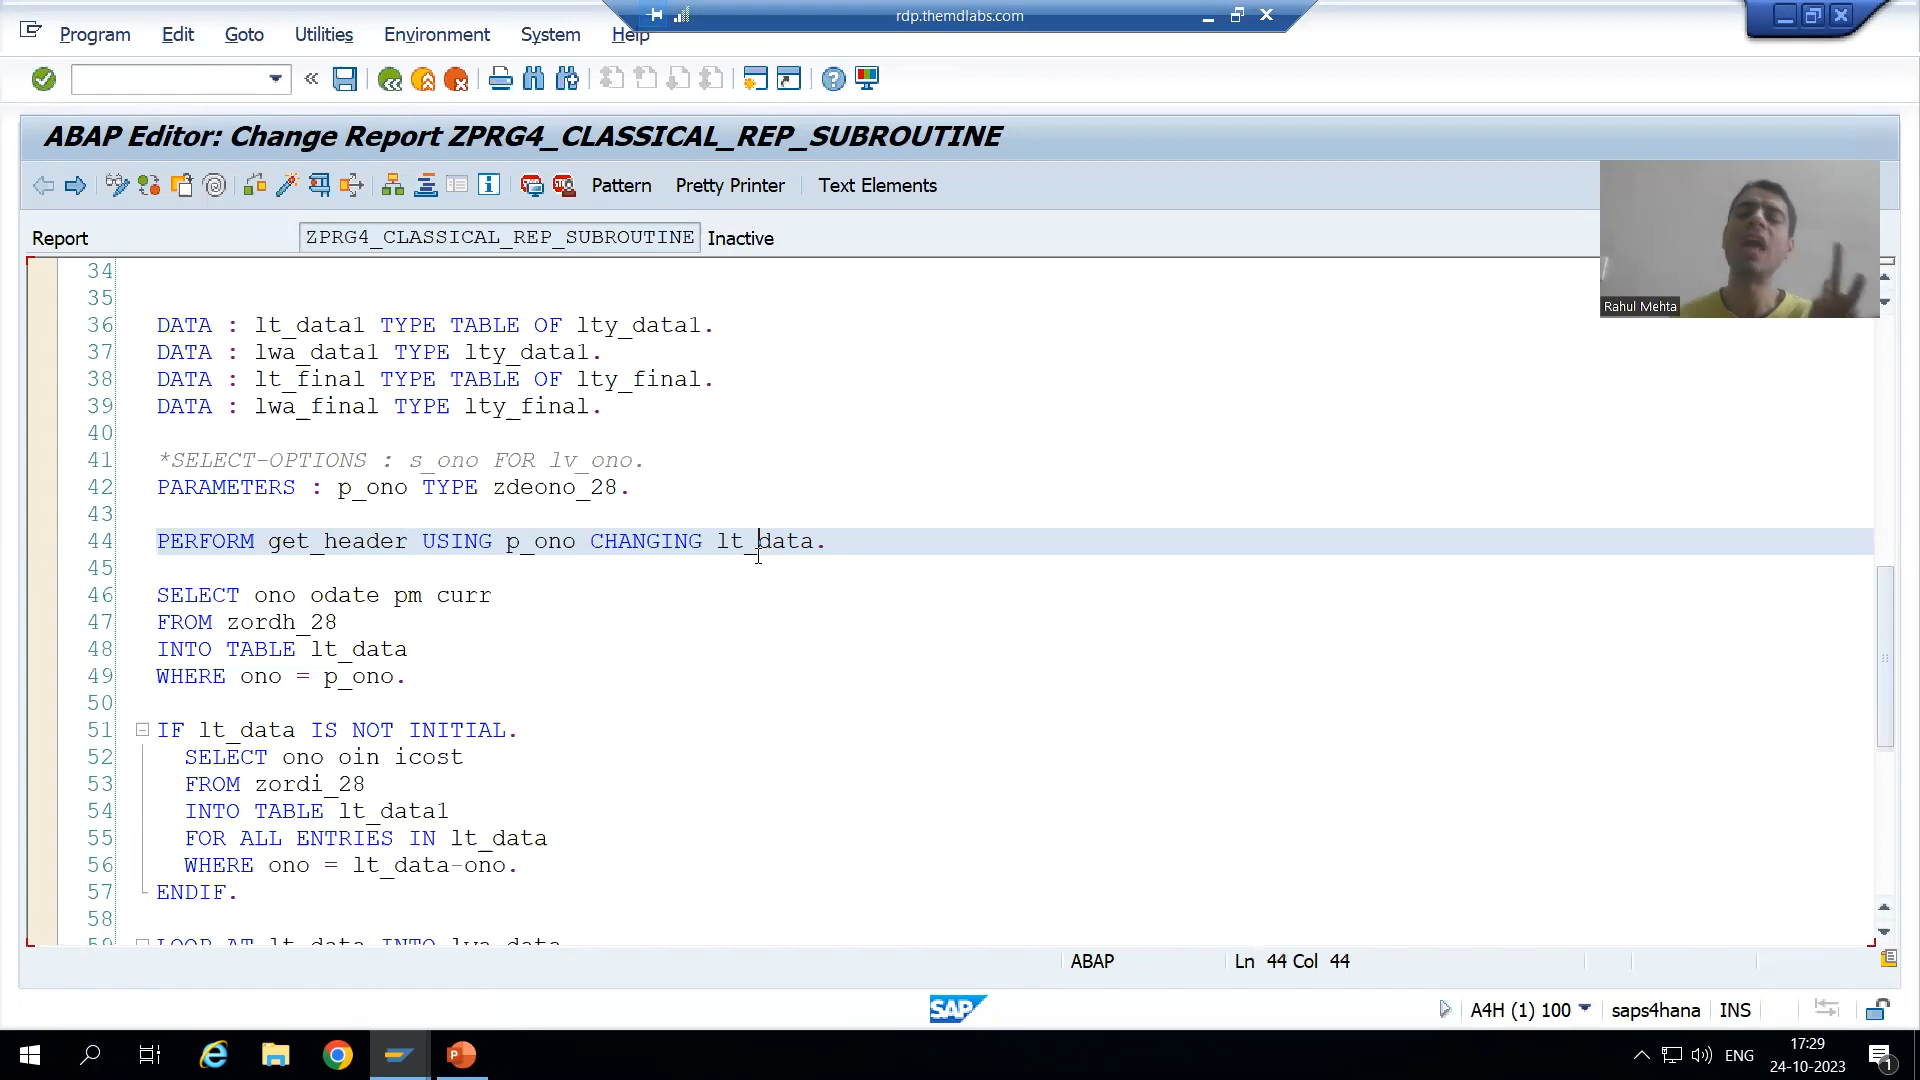 rdp.themdlabs.com
Program Edit Goto Utilities Environment System Help
ABAP Editor: Change Report ZPRG4_CLASSICAL_REP_SUBROUTINE
Pattern Pretty Printer Text Elements
Report ZPRG4_CLASSICAL_REP_SUBROUTINE Inactive
Rahul Mehta
34
35
36 DATA : lt_data1 TYPE TABLE OF lty_data1.
37 DATA : lwa_data1 TYPE lty_data1.
38 DATA : lt_final TYPE TABLE OF lty_final.
39 DATA : lwa_final TYPE lty_final.
40
41 *SELECT-OPTIONS : s_ono FOR lv_ono.
42 PARAMETERS : p_ono TYPE zdeono_28.
43
44 PERFORM get_header USING p_ono CHANGING lt_data.
45
46 SELECT ono odate pm curr
47 FROM zordh_28
48 INTO TABLE lt_data
49 WHERE ono = p_ono.
50
51 IF lt_data IS NOT INITIAL.
52 SELECT ono oin icost
53 FROM zordi_28
54 INTO TABLE lt_data1
55 FOR ALL ENTRIES IN lt_data
56 WHERE ono = lt_data-ono.
57 ENDIF.
58
59 LOOP AT lt_data INTO lwa_data
ABAP Ln 44 Col 44
SAP A4H (1) 100 saps4hana INS
ENG 17:29
24-10-2023
1